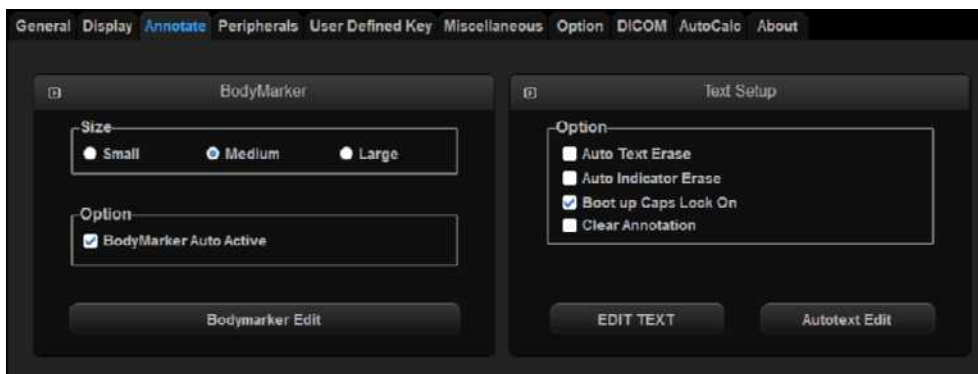 General Display Annotate Peripherals User Defined Key Miscellaneous Option DICOM AutoCalc About
BodyMarker
Size
Small Medium Large
Option
BodyMarker Auto Active
Bodymarker Edit
Text Setup
Option
Auto Text Erase
Auto Indicator Erase
Boot up Caps Lock On
Clear Annotation
EDIT TEXT Autotext Edit